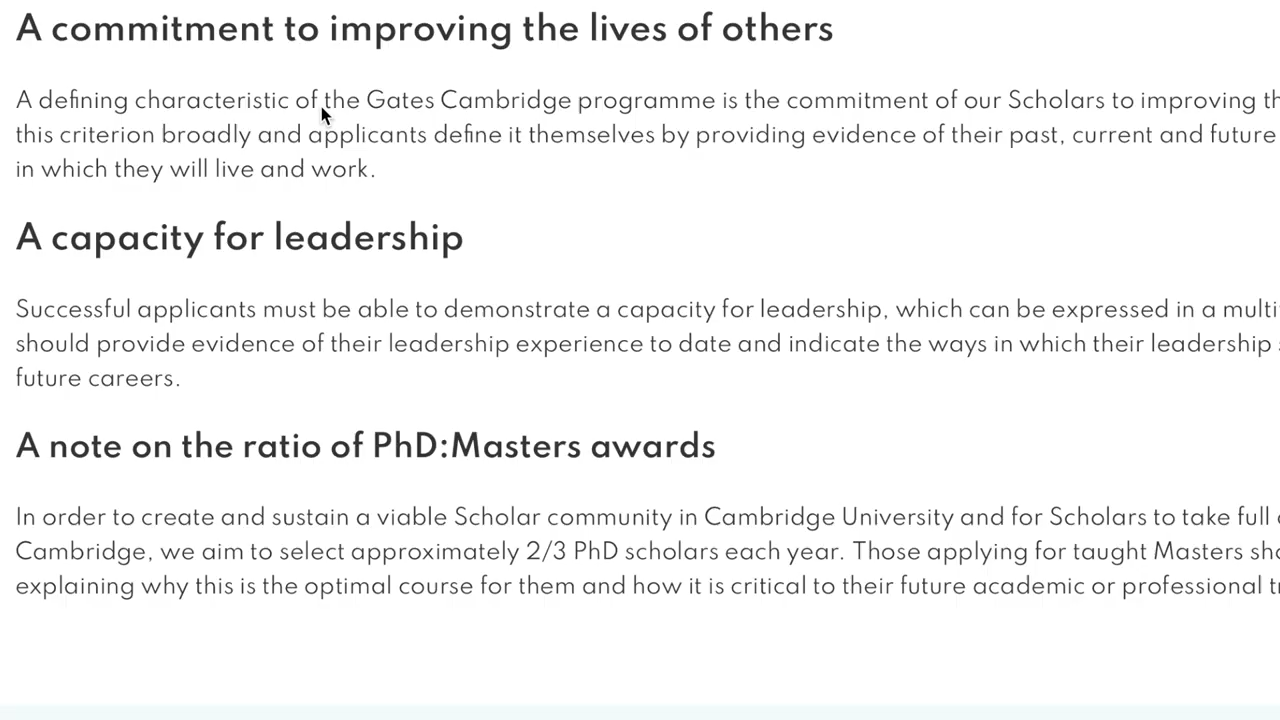 A commitment to improving the lives of others
A defining characteristic of the Gates Cambridge programme is the commitment of our Scholars to improving
this criterion broadly and applicants define it themselves by providing evidence of their past, current and future
in which they will live and work.
A capacity for leadership
Successful applicants must be able to demonstrate a capacity for leadership, which can be expressed in a
should provide evidence of their leadership experience to date and indicate the ways in which their leadership
future careers.
A note on the ratio of PhD:Masters awards
In order to create and sustain a viable Scholar community in Cambridge University and for Scholars to take full
Cambridge, we aim to select approximately 2/3 PhD scholars each year. Those applying for taught Masters
explaining why this is the optimal course for them and how it is critical to their future academic or professional